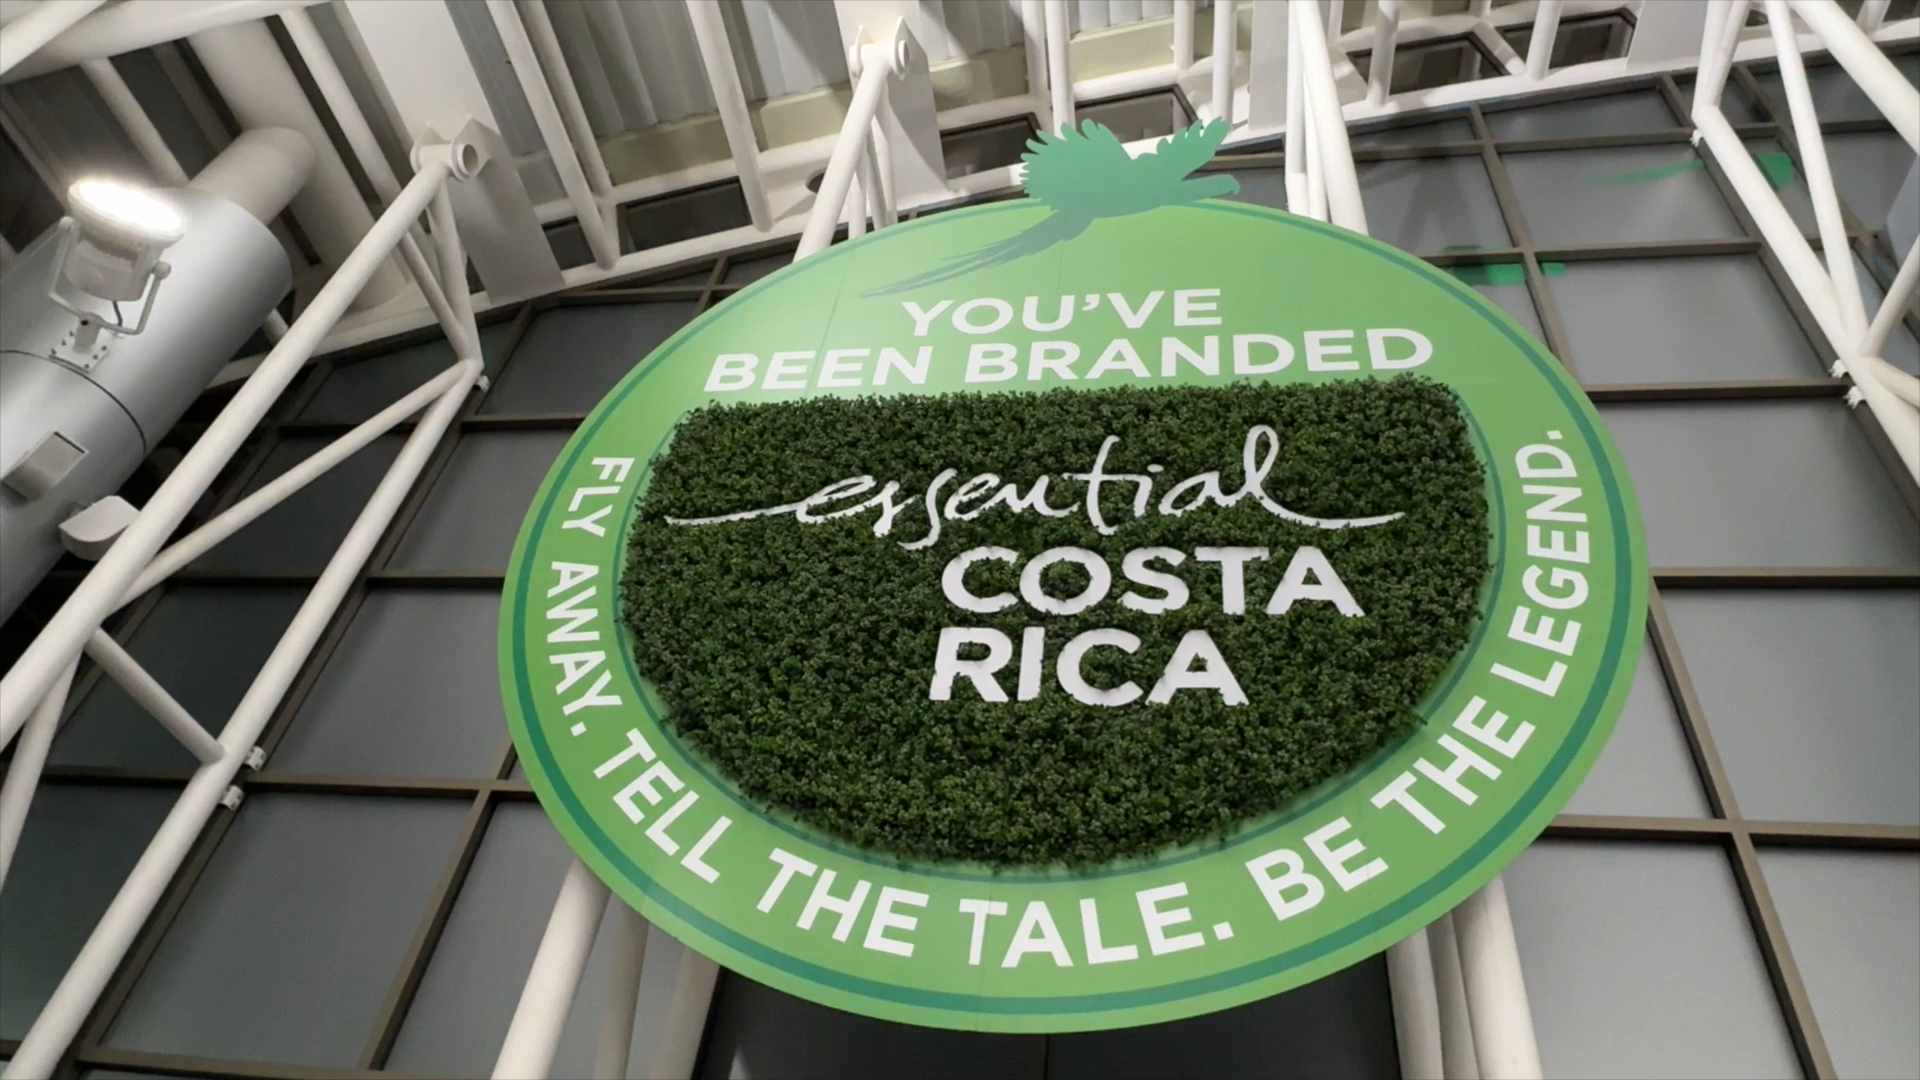 YOU'VE
BEEN BRANDED
essential
COSTA
RICA
FLY AWAY. TELL THE TALE. BE THE LEGEND.